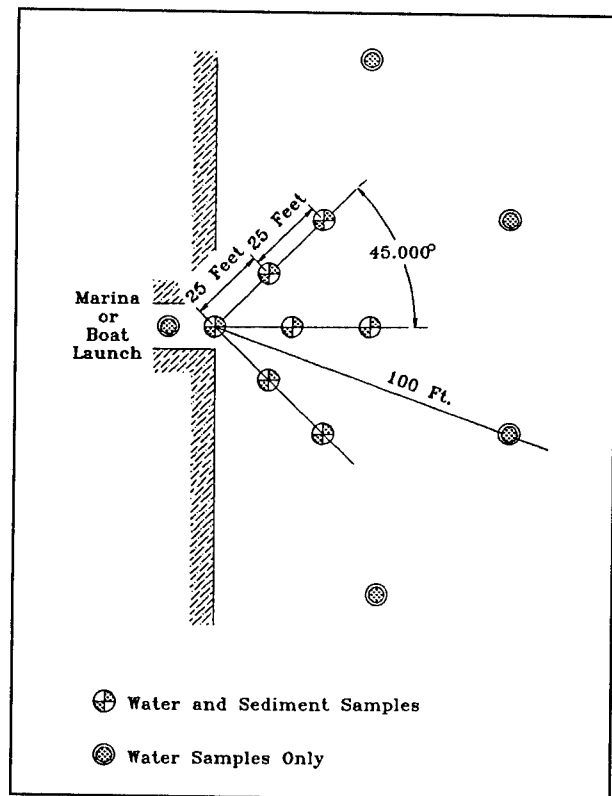 25 Feet
25 Feet
45.000°
Marina
or
Boat
Launch
100 Ft.
Water and Sediment Samples
Water Samples Only